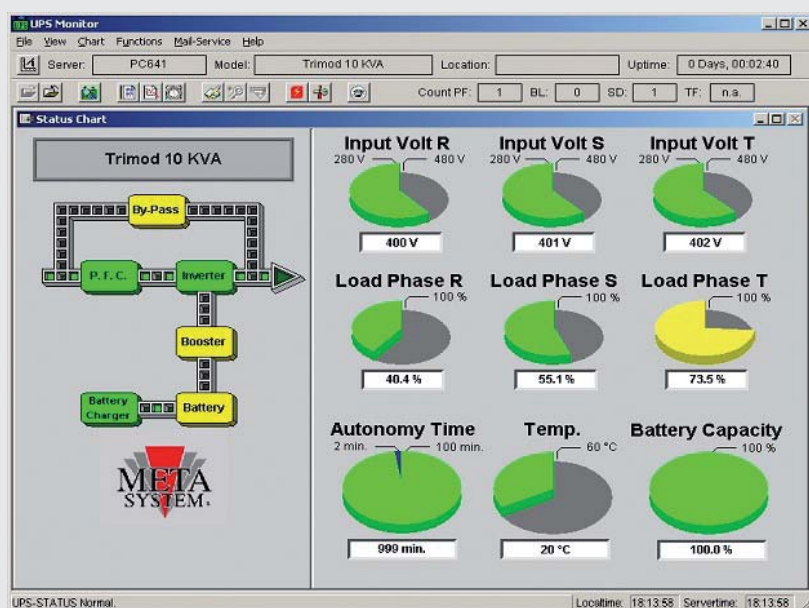 UPS Monitor
File View Chart Functions Mail-Service Help
Server: PC641 Model: Trimod 10 KVA Location: Uptime: 0 Days, 00:02:40
Count PF: 1 BL: 0 SD: 1 TF: n.a.
Status Chart
Trimod 10 KVA
By-Pass
P. F. C. Inverter
Booster
Battery Charger
Battery
META
SYSTEM
Input Volt R
280 V 480 V
400 V
Input Volt S
280 V 480 V
401 V
Input Volt T
280 V 480 V
402 V
Load Phase R
100 %
40.4 %
Load Phase S
100 %
55.1 %
Load Phase T
100 %
73.5 %
Autonomy Time
2 min. 100 min.
999 min.
Temp.
60 °C
20 °C
Battery Capacity
100 %
100.0 %
UPS-STATUS Normal.
Localtime: 18:13:58 Servertime: 18:13:58